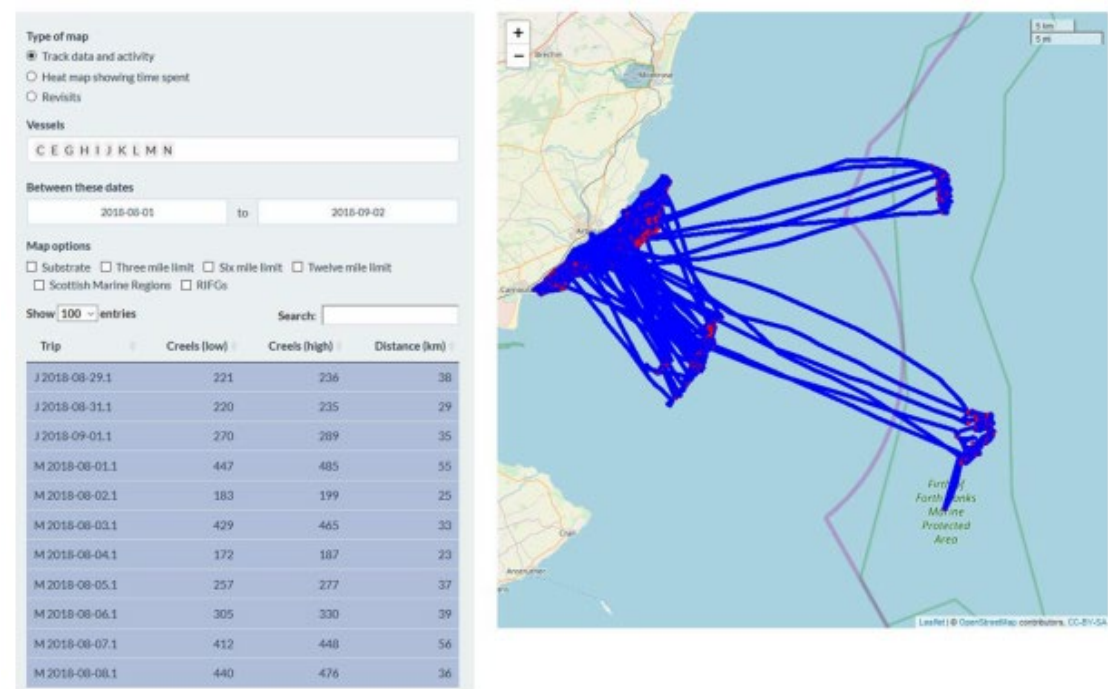 Type of map
Track data and activity
Heat map showing time spent
Revisits
Vessels
C E G H I J K L M N
Between these dates
2018-08-01 to 2018-09-02
Map options
Substrate Three mile limit Six mile limit Twelve mile limit
Scottish Marine Regions RIFGs
Show 100 entries Search:
Trip Creels (low) Creels (high) Distance (km)
J 2018-08-29.1 221 236 38
J 2018-08-31.1 220 235 29
J 2018-09-01.1 270 289 35
M 2018-08-01.1 447 485 55
M 2018-08-02.1 183 199 25
M 2018-08-03.1 429 465 33
M 2018-08-04.1 172 187 23
M 2018-08-05.1 257 277 37
M 2018-08-06.1 305 330 39
M 2018-08-07.1 412 448 56
M 2018-08-08.1 440 476 36
+
−
5 km
5 mi
Brechin
Montrose
Crail
Anstruther
Firth of
Forth Banks
Marine
Protected
Area
Leaflet | © OpenStreetMap contributors, CC-BY-SA